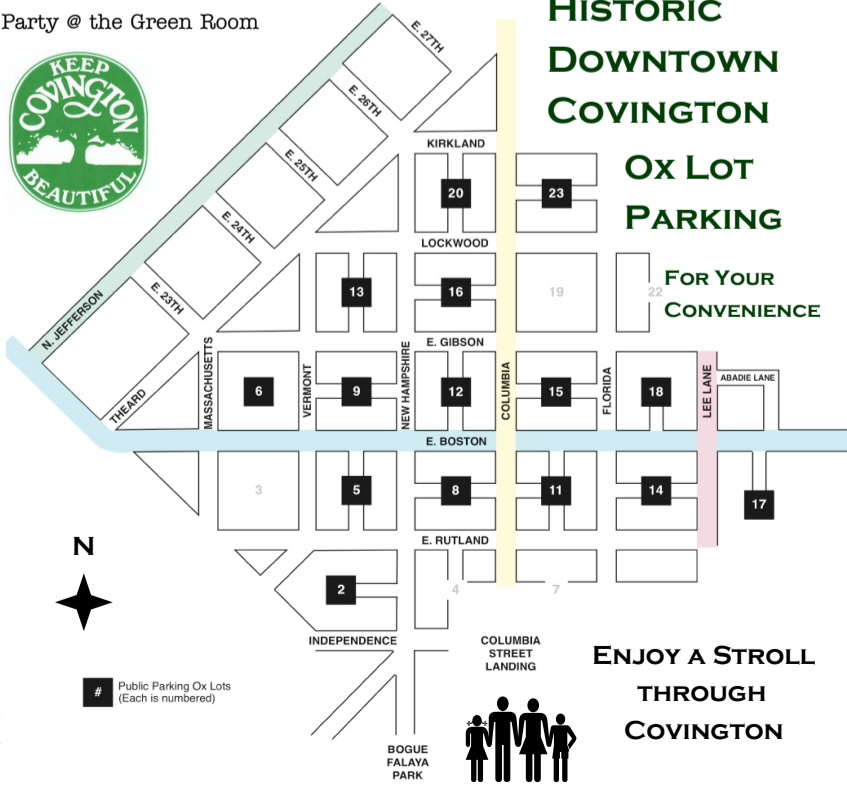 Party @ the Green Room
KEEP
COVINGTON
BEAUTIFUL
HISTORIC
DOWNTOWN
COVINGTON
OX LOT
PARKING
FOR YOUR
CONVENIENCE
E. 27TH
E. 26TH
E. 25TH
E. 24TH
E. 23TH
N. JEFFERSON
THEARD
KIRKLAND
20
23
LOCKWOOD
13
16
19
22
E. GIBSON
MASSACHUSETTS
VERMONT
NEW HAMPSHIRE
COLUMBIA
FLORIDA
LEE LANE
ABADIE LANE
6
9
12
15
18
E. BOSTON
3
5
8
11
14
17
E. RUTLAND
N
2
4
7
INDEPENDENCE
COLUMBIA
STREET
LANDING
# Public Parking Ox Lots
(Each is numbered)
BOGUE
FALAYA
PARK
ENJOY A STROLL
THROUGH
COVINGTON